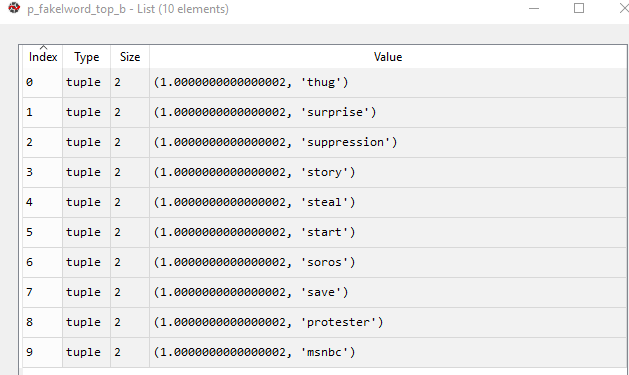 p_fakelword_top_b - List (10 elements)
Index Type Size Value
0 tuple 2 (1.0000000000000002, 'thug')
1 tuple 2 (1.0000000000000002, 'surprise')
2 tuple 2 (1.0000000000000002, 'suppression')
3 tuple 2 (1.0000000000000002, 'story')
4 tuple 2 (1.0000000000000002, 'steal')
5 tuple 2 (1.0000000000000002, 'start')
6 tuple 2 (1.0000000000000002, 'soros')
7 tuple 2 (1.0000000000000002, 'save')
8 tuple 2 (1.0000000000000002, 'protester')
9 tuple 2 (1.0000000000000002, 'msnbc')